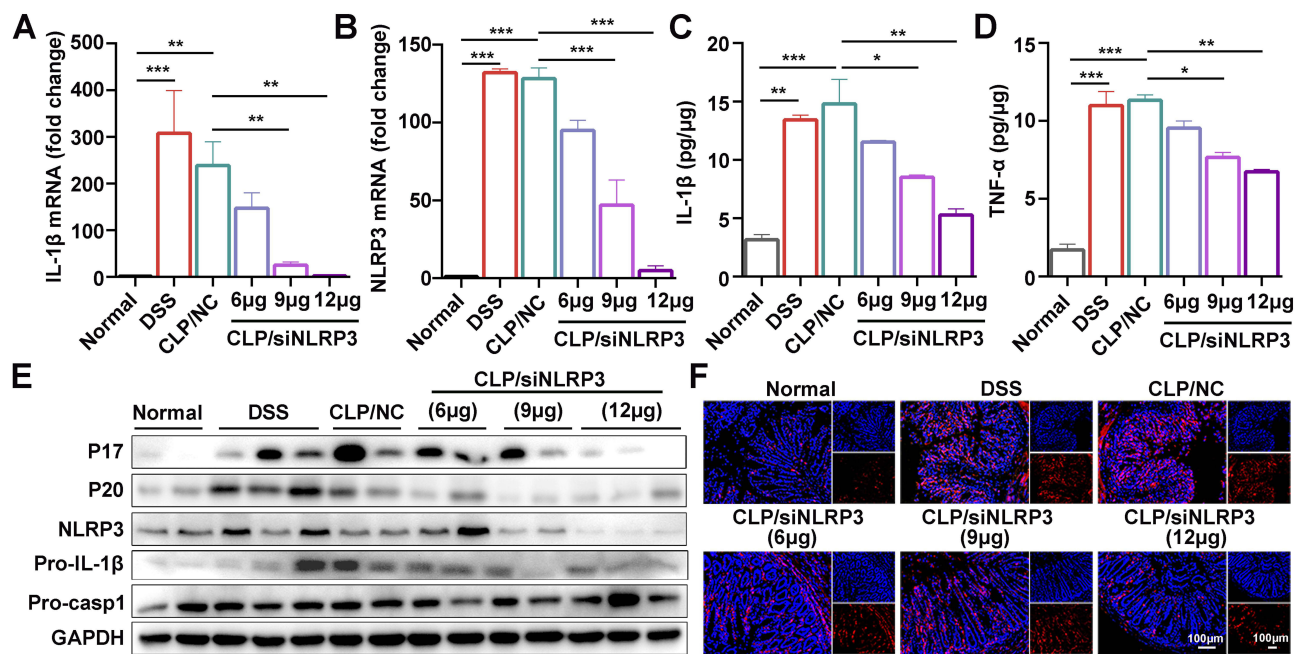 A
IL-1β mRNA (fold change)
500
400
300
200
100
0
**
***
**
**
Normal
DSS
CLP/NC
6μg 9μg 12μg
CLP/siNLRP3
B
NLRP3 mRNA (fold change)
150
100
50
0
***
***
***
***
Normal
DSS
CLP/NC
6μg 9μg 12μg
CLP/siNLRP3
C
IL-1β (pg/μg)
20
15
10
5
0
***
**
**
*
Normal
DSS
CLP/NC
6μg 9μg 12μg
CLP/siNLRP3
D
TNF-α (pg/μg)
15
10
5
0
***
***
**
*
Normal
DSS
CLP/NC
6μg 9μg 12μg
CLP/siNLRP3
E
CLP/siNLRP3
Normal DSS CLP/NC (6μg) (9μg) (12μg)
P17
P20
NLRP3
Pro-IL-1β
Pro-casp1
GAPDH
F
Normal DSS CLP/NC
CLP/siNLRP3 CLP/siNLRP3 CLP/siNLRP3
(6μg) (9μg) (12μg)
100μm 100μm